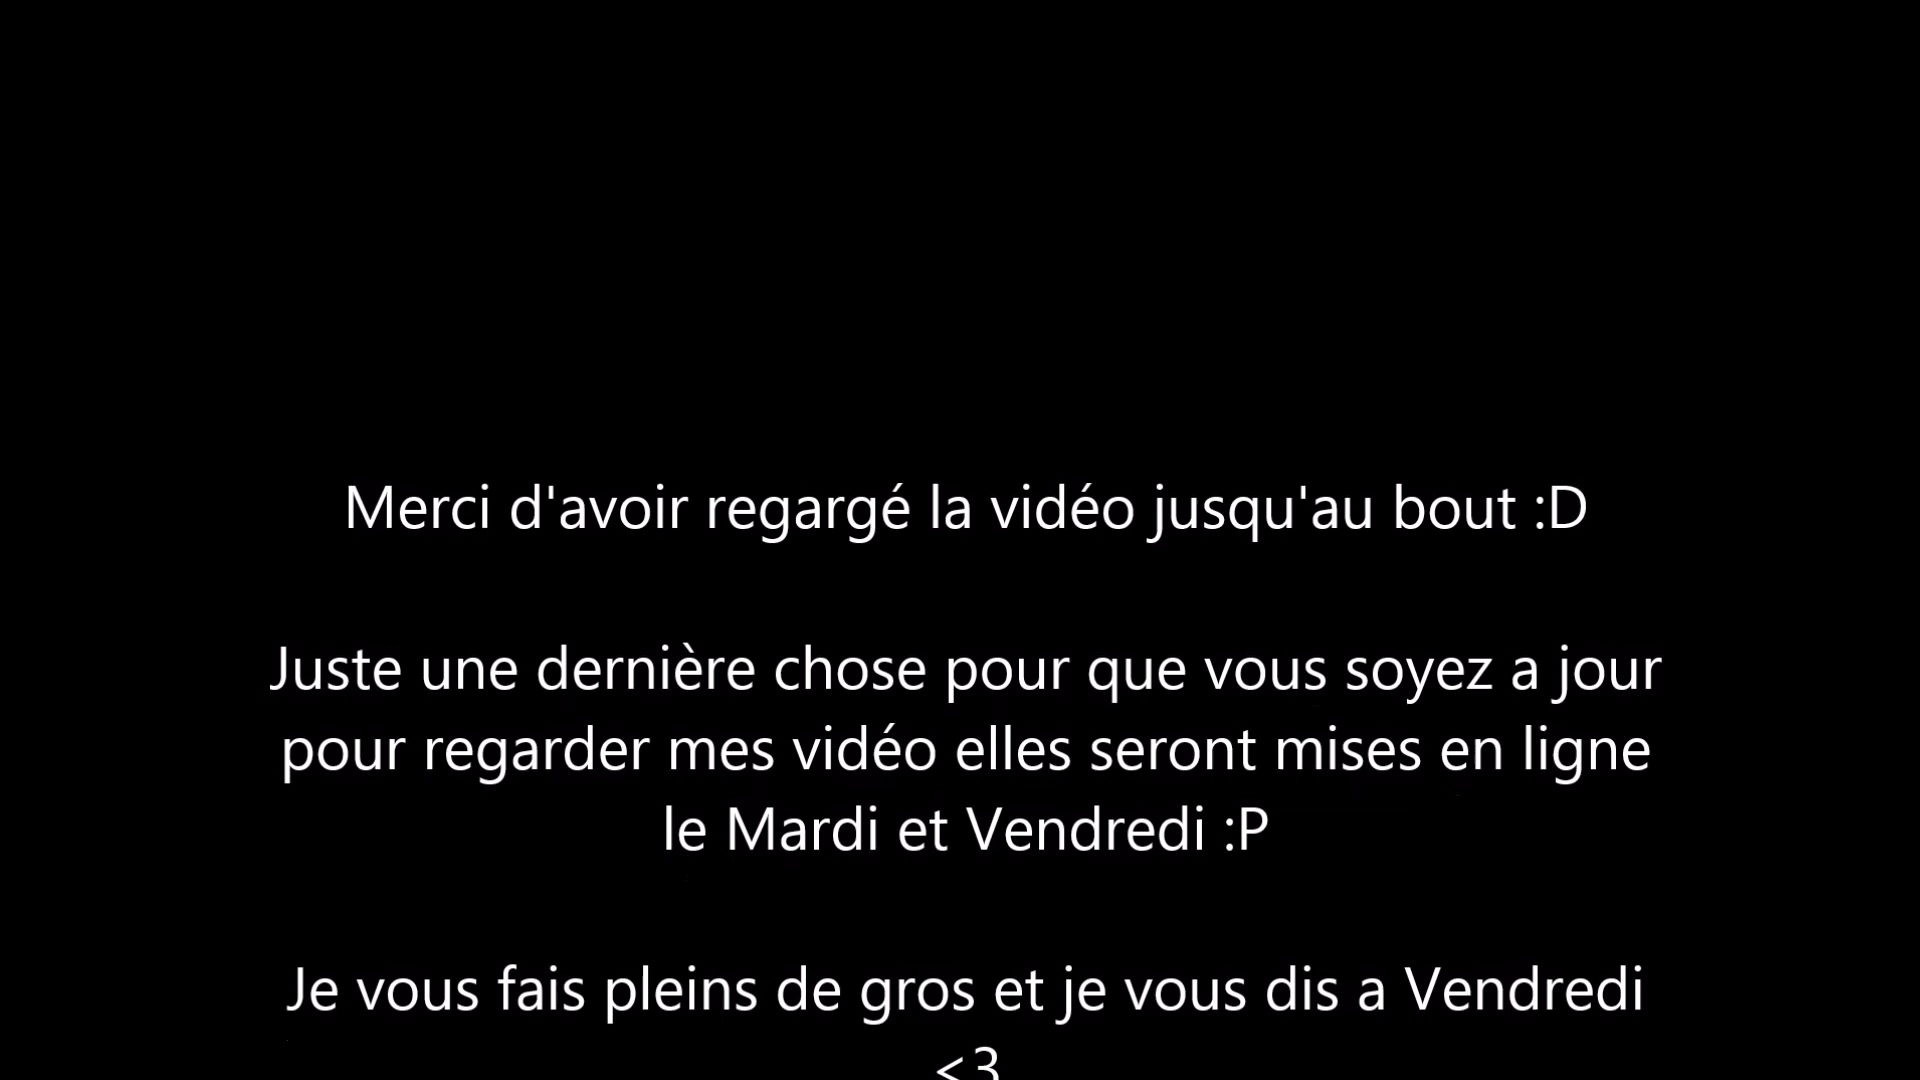 Merci d'avoir regargé la vidéo jusqu'au bout :D
Juste une dernière chose pour que vous soyez a jour
pour regarder mes vidéo elles seront mises en ligne
le Mardi et Vendredi :P
Je vous fais pleins de gros et je vous dis a Vendredi
<3